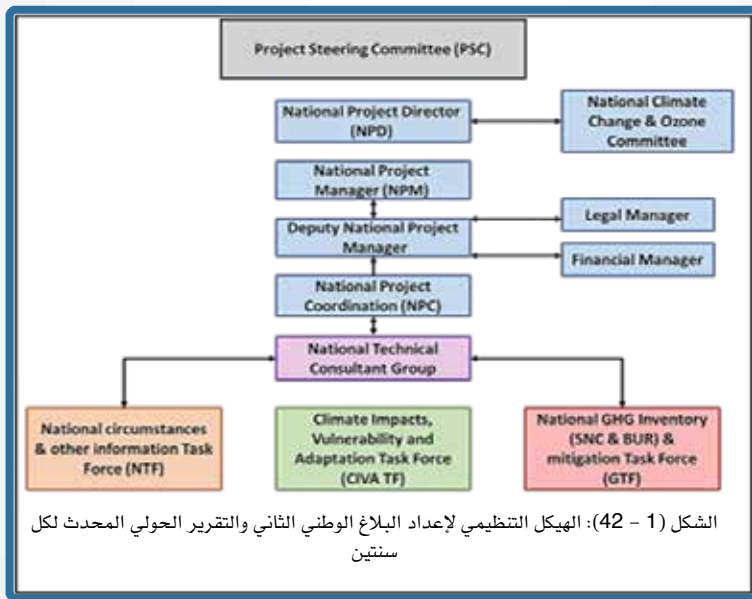 Project Steering Committee (PSC)
National Project Director
(NPD)
National Climate
Change & Ozone
Committee
National Project
Manager (NPM)
Deputy National Project
Manager
Legal Manager
Financial Manager
National Project
Coordination (NPC)
National Technical
Consultant Group
National circumstances
& other information Task
Force (NTF)
Climate Impacts,
Vulnerability and
Adaptation Task Force
(CIVA TF)
National GHG Inventory
(SNC & BUR) &
mitigation Task Force
(GTF)
الشكل (1 – 42): الهيكل التنظيمي لإعداد البلاغ الوطني الثاني والتقرير الحولي المحدث لكل
سنتين